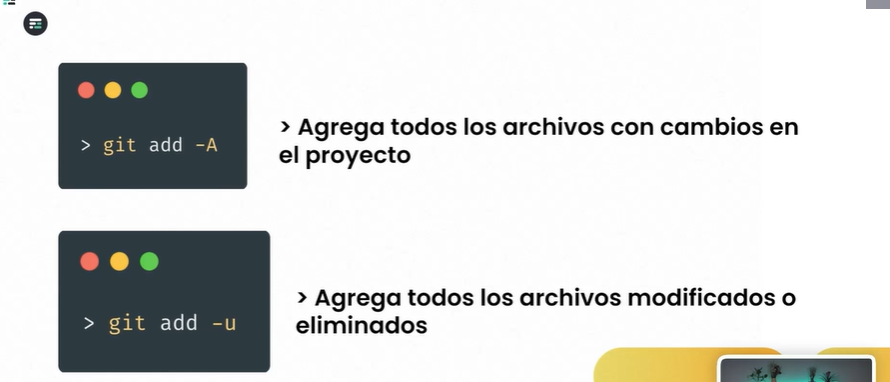 > git add -A
> Agrega todos los archivos con cambios en
el proyecto
> git add -u
> Agrega todos los archivos modificados o
eliminados